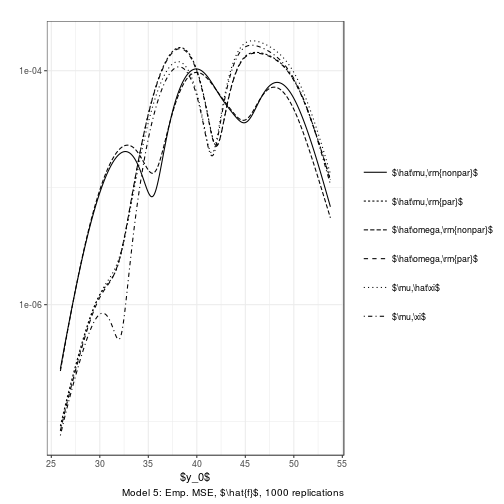 1e-04
1e-06
25
30
35
40
45
50
55
$y_0$
Model 5: Emp. MSE, $\hat{f}$, 1000 replications
$\hat\mu,\rm{nonpar}$
$\hat\mu,\rm{par}$
$\hat\omega,\rm{nonpar}$
$\hat\omega,\rm{par}$
$\mu,\hat\xi$
$\mu,\xi$